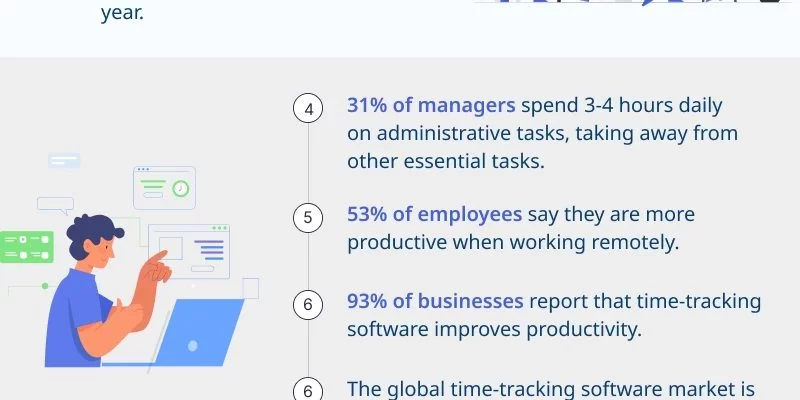 year.
4
31% of managers spend 3-4 hours daily
on administrative tasks, taking away from
other essential tasks.
5
53% of employees say they are more
productive when working remotely.
6
93% of businesses report that time-tracking
software improves productivity.
6
The global time-tracking software market is